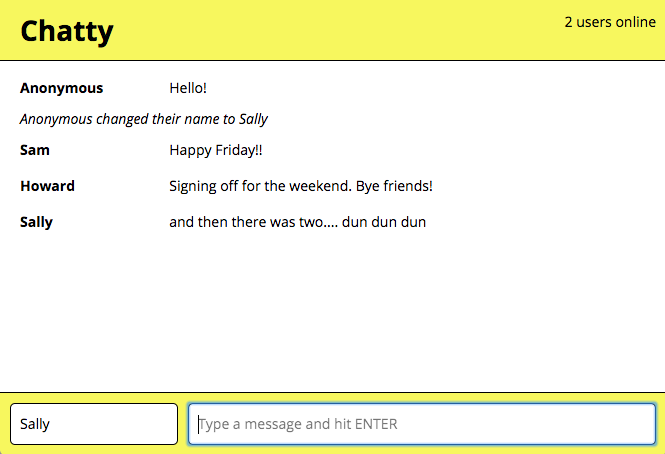 Chatty
2 users online
Anonymous Hello!
Anonymous changed their name to Sally
Sam Happy Friday!!
Howard Signing off for the weekend. Bye friends!
Sally and then there was two.... dun dun dun
Sally
Type a message and hit ENTER